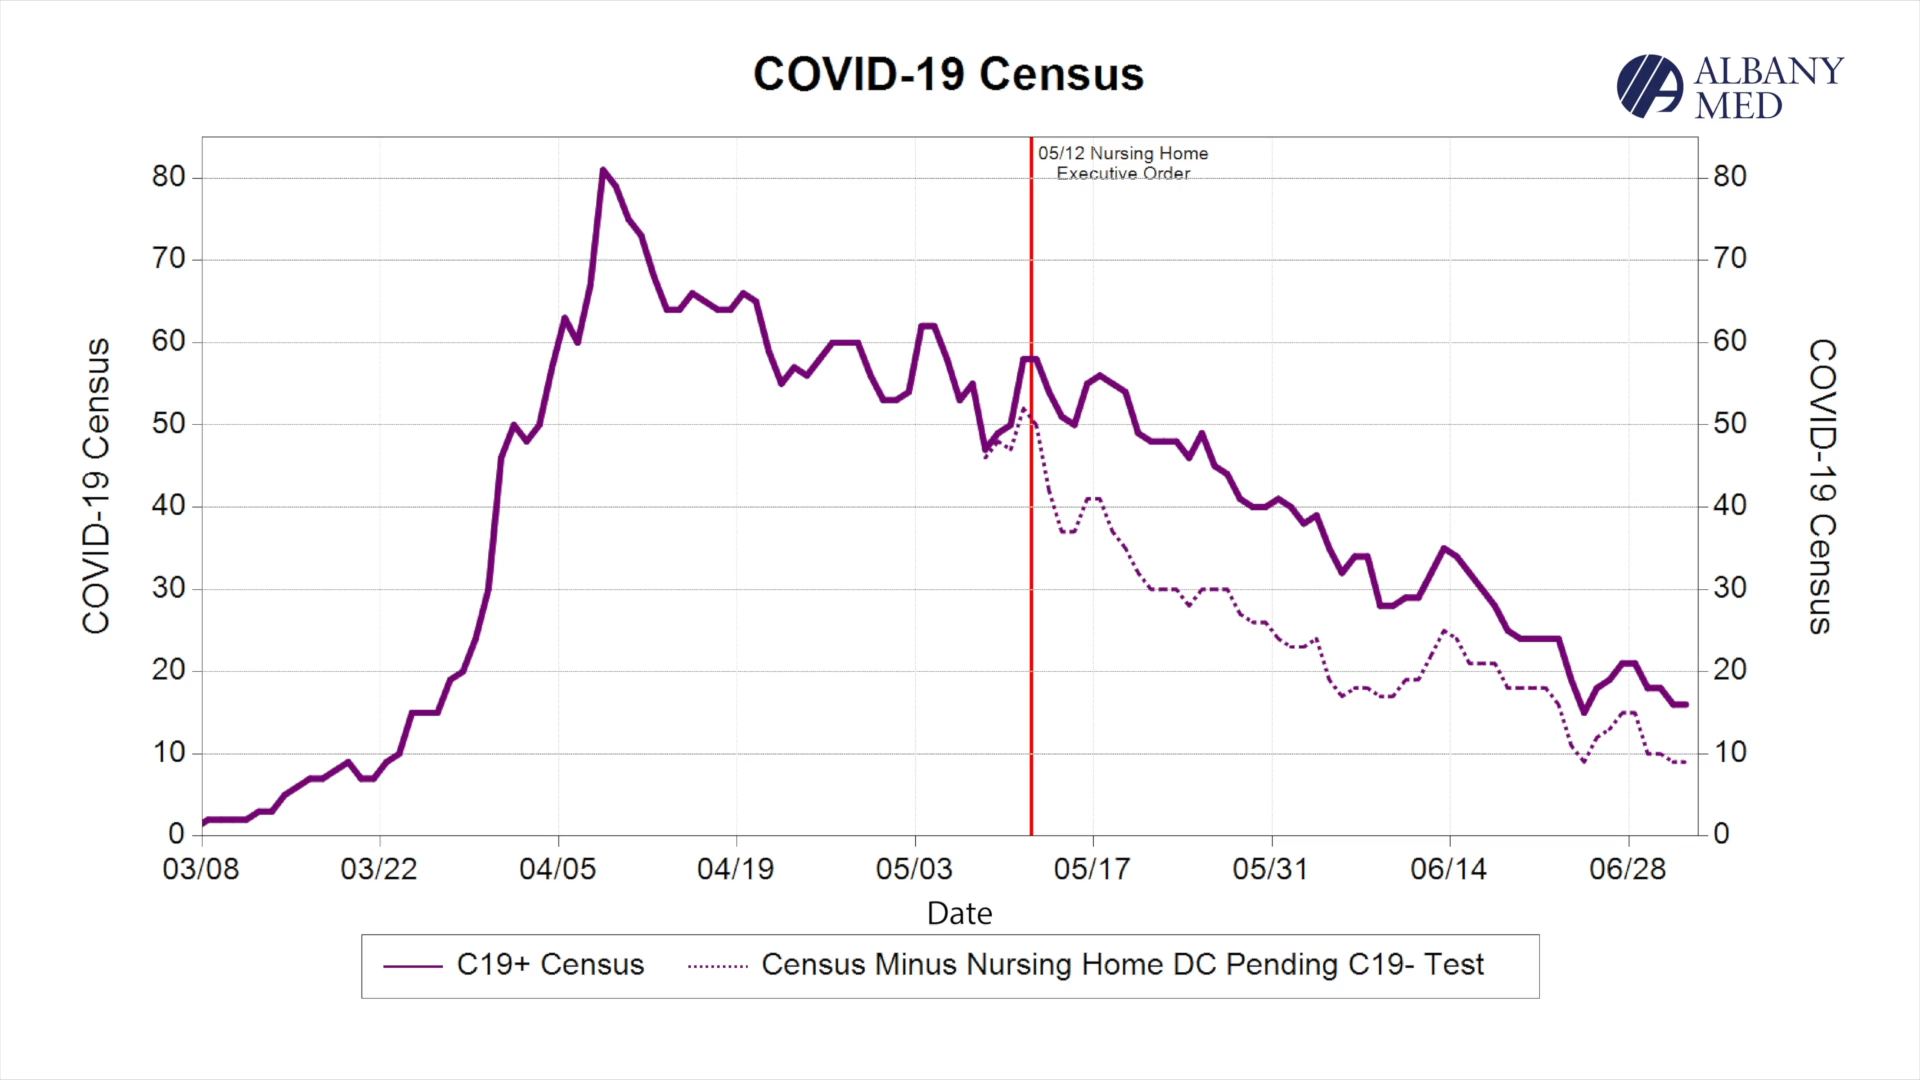 COVID-19 Census
ALBANY
MED
05/12 Nursing Home
Executive Order
80
70
60
50
40
30
20
10
0
80
70
60
50
40
30
20
10
0
COVID-19 Census
COVID-19 Census
03/08
03/22
04/05
04/19
05/03
05/17
05/31
06/14
06/28
Date
C19+ Census
Census Minus Nursing Home DC Pending C19- Test